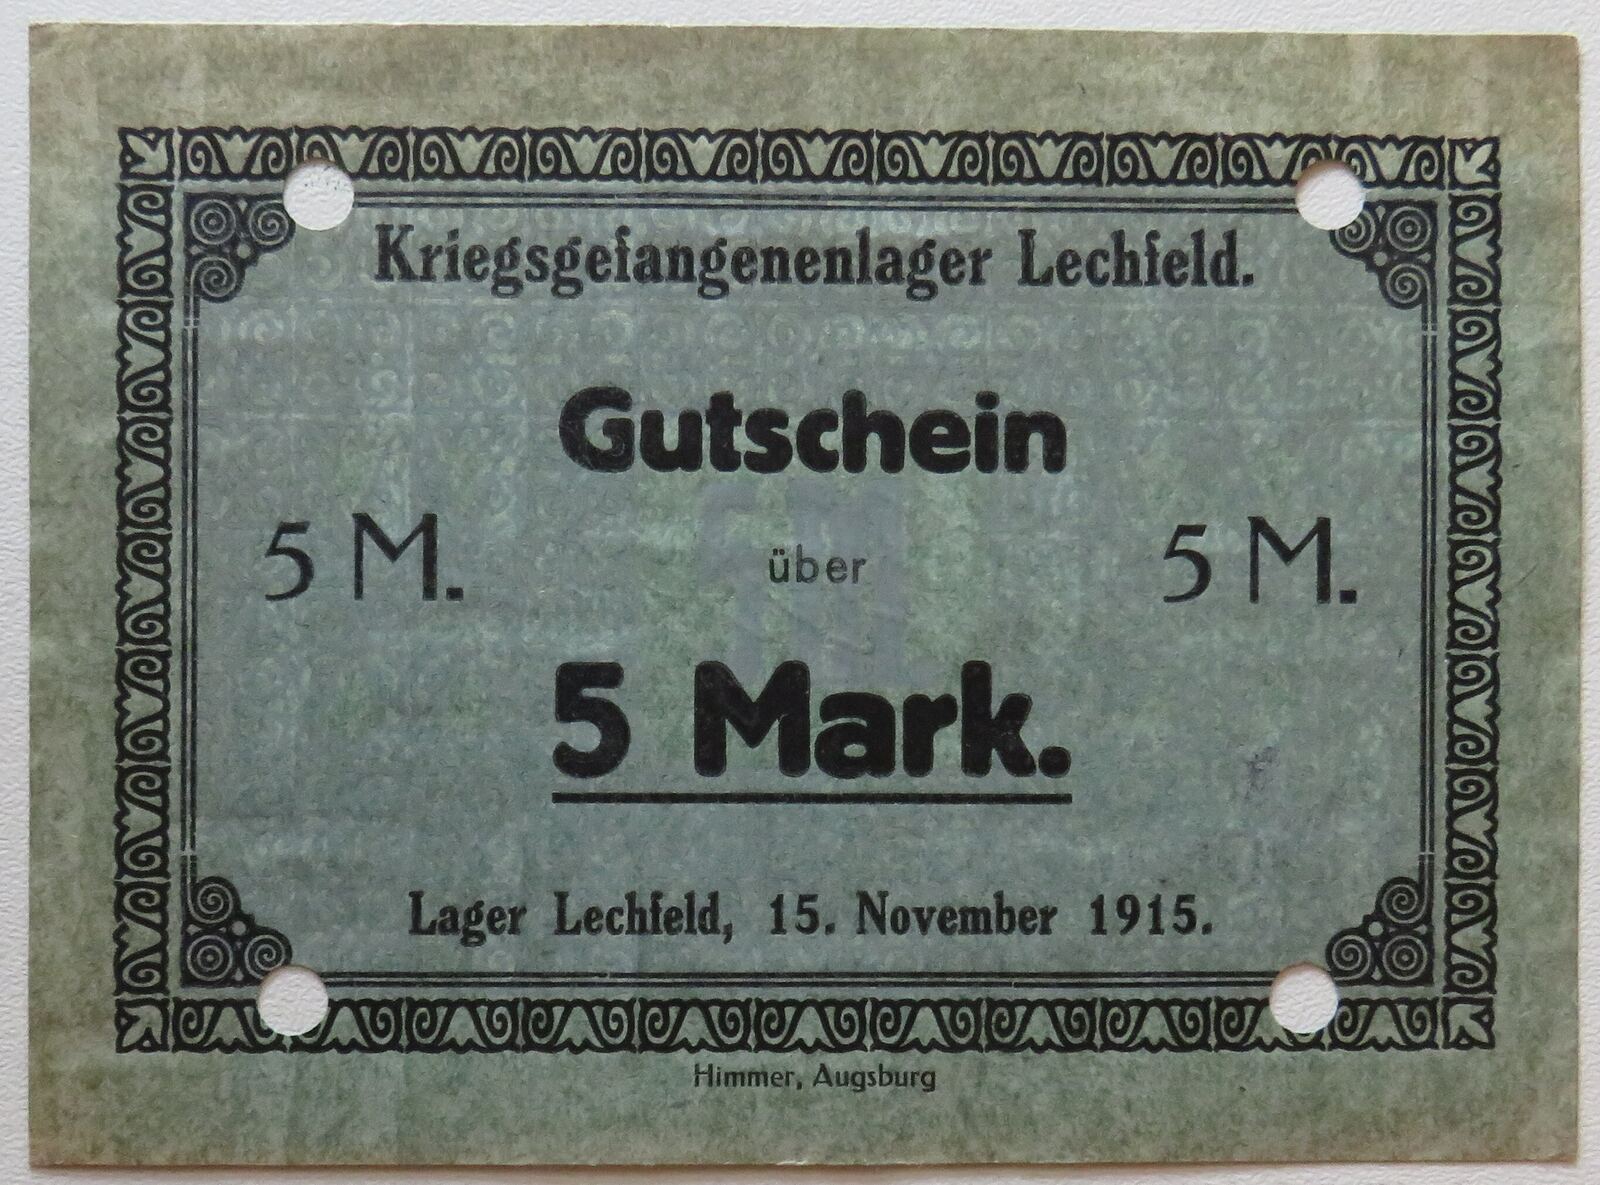 Kriegsgefangenenlager Lechfeld.
Gutschein
5 M. über 5 M.
5 Mark.
Lager Lechfeld, 15. November 1915.
Himmer, Augsburg